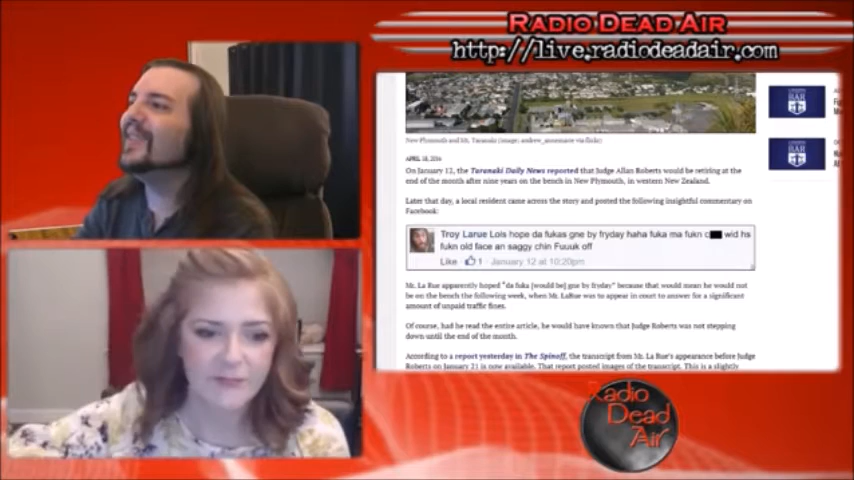 RADIO DEAD AIR
http://live.radiodeadair.com
New Plymouth and Mt. Taranaki (image: andrew_annemarie via flickr)
APRIL 18, 2016
On January 12, the Taranaki Daily News reported that Judge Allan Roberts would be retiring at the
end of the month after nine years on the bench in New Plymouth, in western New Zealand.
Later that day, a local resident came across the story and posted the following insightful commentary on
Facebook:
Troy Larue Lois hope da fukas gne by fryday haha fuka ma fukn c wid hs
fukn old face an saggy chin Fuuuk off
Like · 1 · January 12 at 10:20pm
Mr. La Rue apparently hoped "da fuka [would be] gne by fryday" because that would mean he would not
be on the bench the following week, when Mr. LaRue was to appear in court to answer for a significant
amount of unpaid traffic fines.
Of course, had he read the entire article, he would have known that Judge Roberts was not stepping
down until the end of the month.
According to a report yesterday in The Spinoff, the transcript from Mr. La Rue's appearance before Judge
Roberts on January 21 is now available. That report posted images of the transcript. This is a slightly
BAR
BAR
Radio
Dead
Air